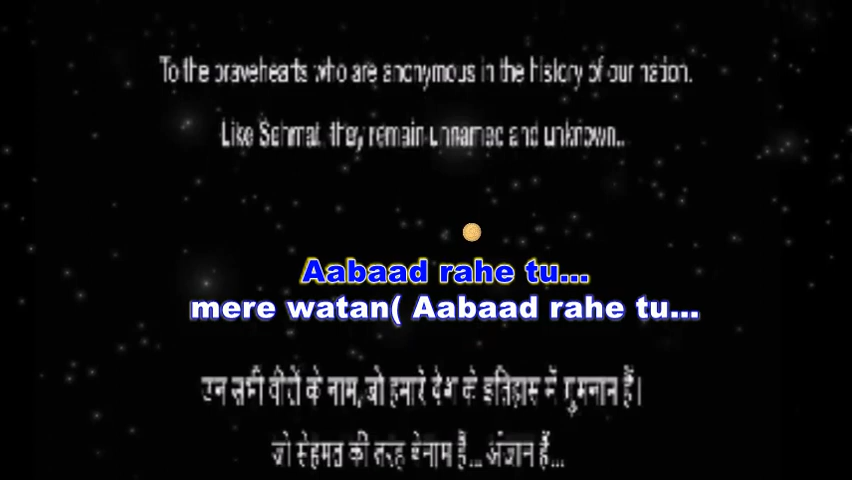 To the bravehearts who are anonymous in the history of our nation.
Like Sehmat, they remain unnamed and unknown..
Aabaad rahe tu...
mere watan( Aabaad rahe tu...
उन सभी वीरों के नाम, जो हमारे देश के इतिहास में गुमनाम हैं।
जो सेहमत की तरह बेनाम हैं... अंजान हैं...